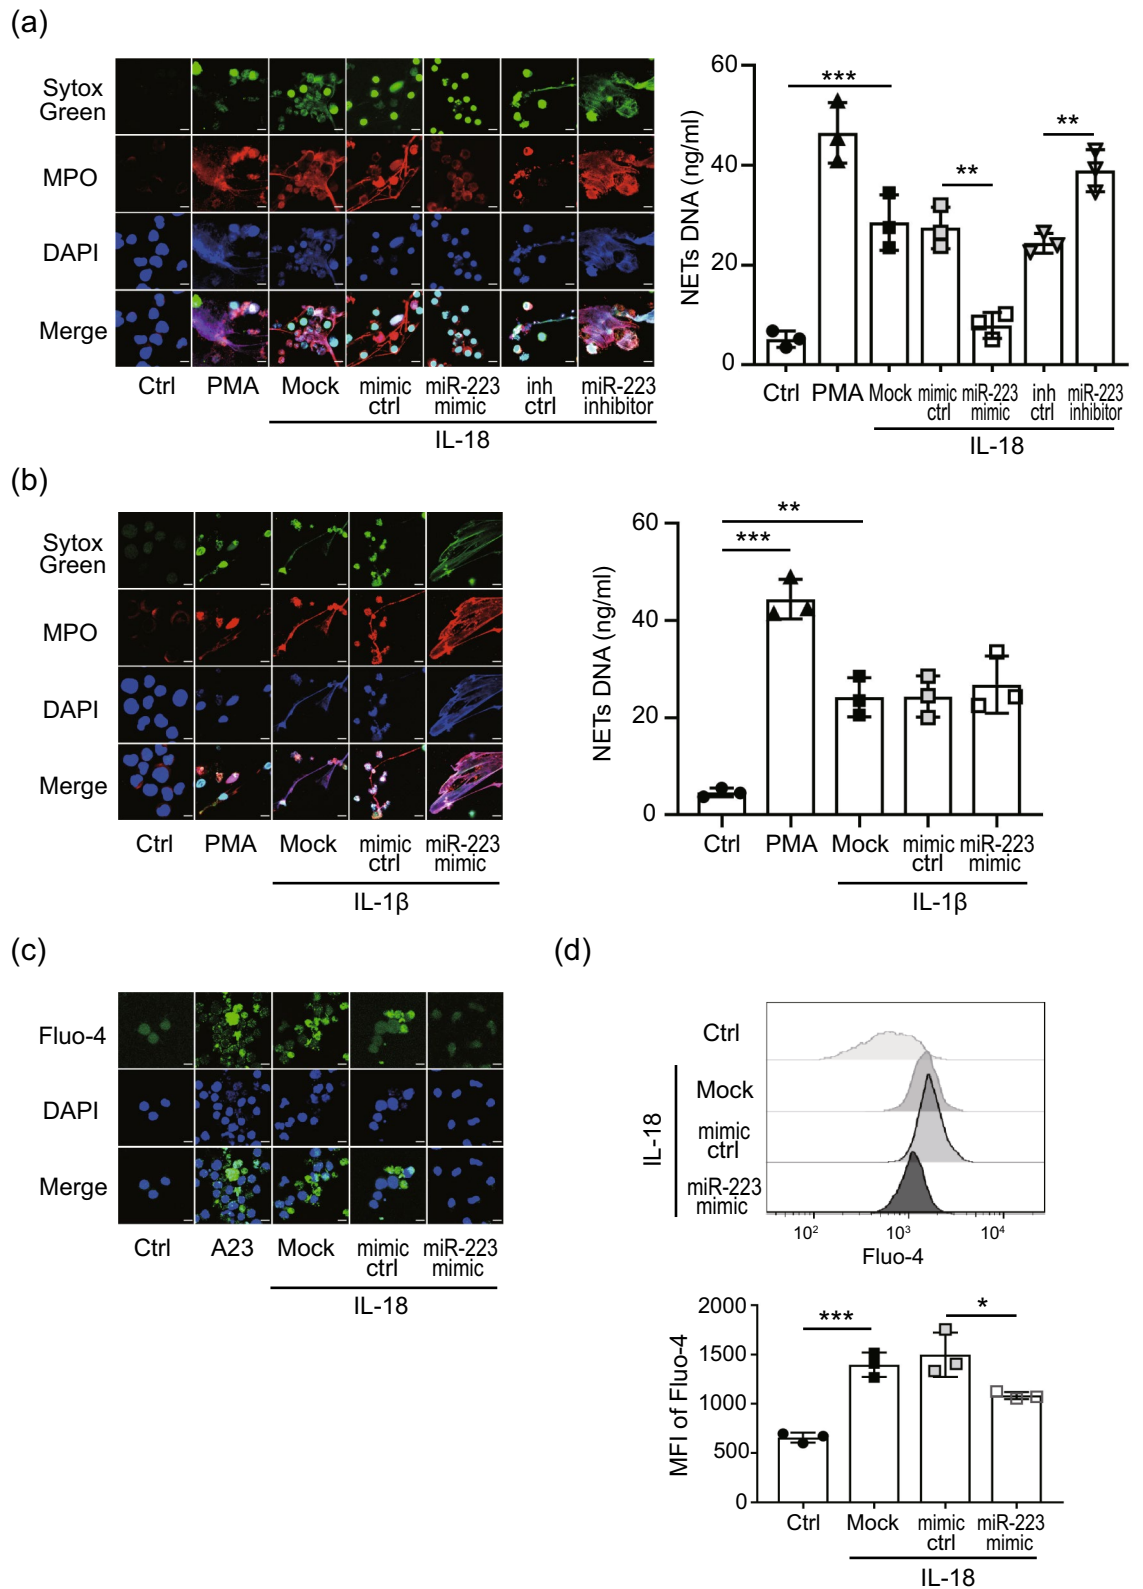 (a)
Sytox
Green
MPO
DAPI
Merge
Ctrl PMA Mock mimic ctrl miR-223 mimic inh ctrl miR-223 inhibitor
IL-18
NETs DNA (ng/ml)
60
40
20
0
***
**
**
Ctrl PMA Mock mimic ctrl miR-223 mimic inh ctrl miR-223 inhibitor
IL-18
(b)
Sytox
Green
MPO
DAPI
Merge
Ctrl PMA Mock mimic ctrl miR-223 mimic
IL-1β
NETs DNA (ng/ml)
60
40
20
0
**
***
Ctrl PMA Mock mimic ctrl miR-223 mimic
IL-1β
(c)
Fluo-4
DAPI
Merge
Ctrl A23 Mock mimic ctrl miR-223 mimic
IL-18
(d)
Ctrl
Mock
mimic
ctrl
miR-223
mimic
IL-18
10² 10³ 10⁴
Fluo-4
MFI of Fluo-4
2000
1500
1000
500
0
***
*
Ctrl Mock mimic ctrl miR-223 mimic
IL-18